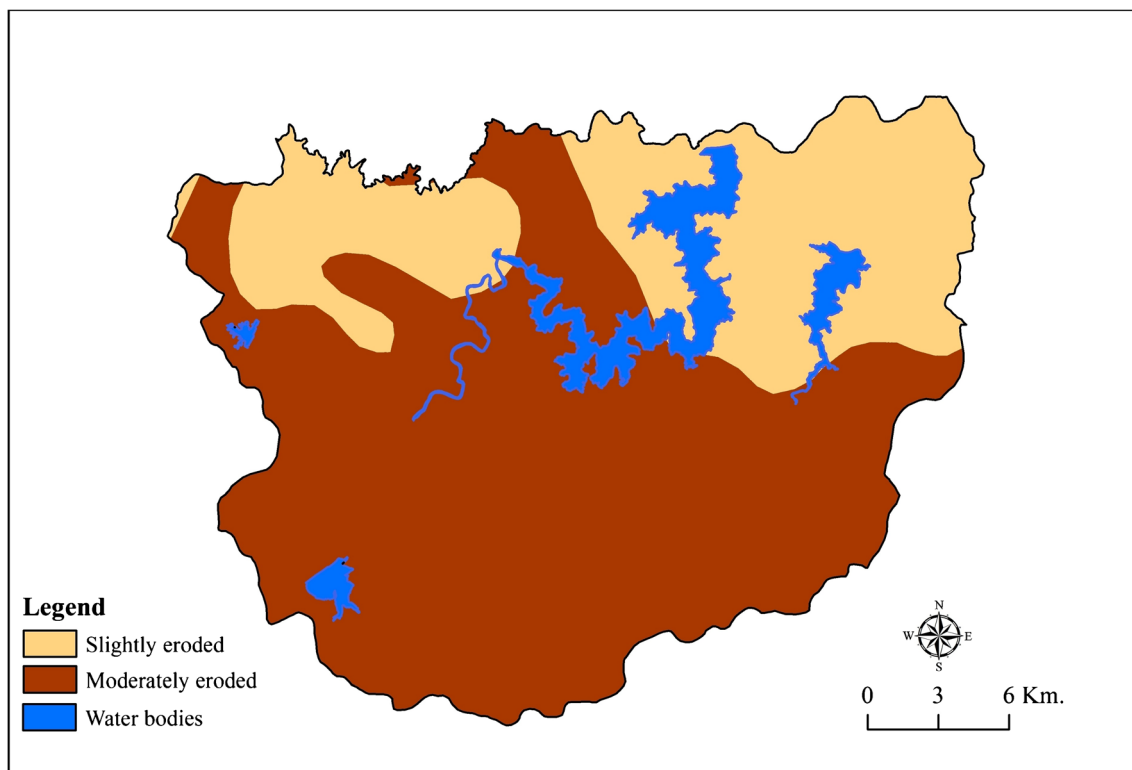 Legend
Slightly eroded
Moderately eroded
Water bodies
N
W E
S
0 3 6 Km.